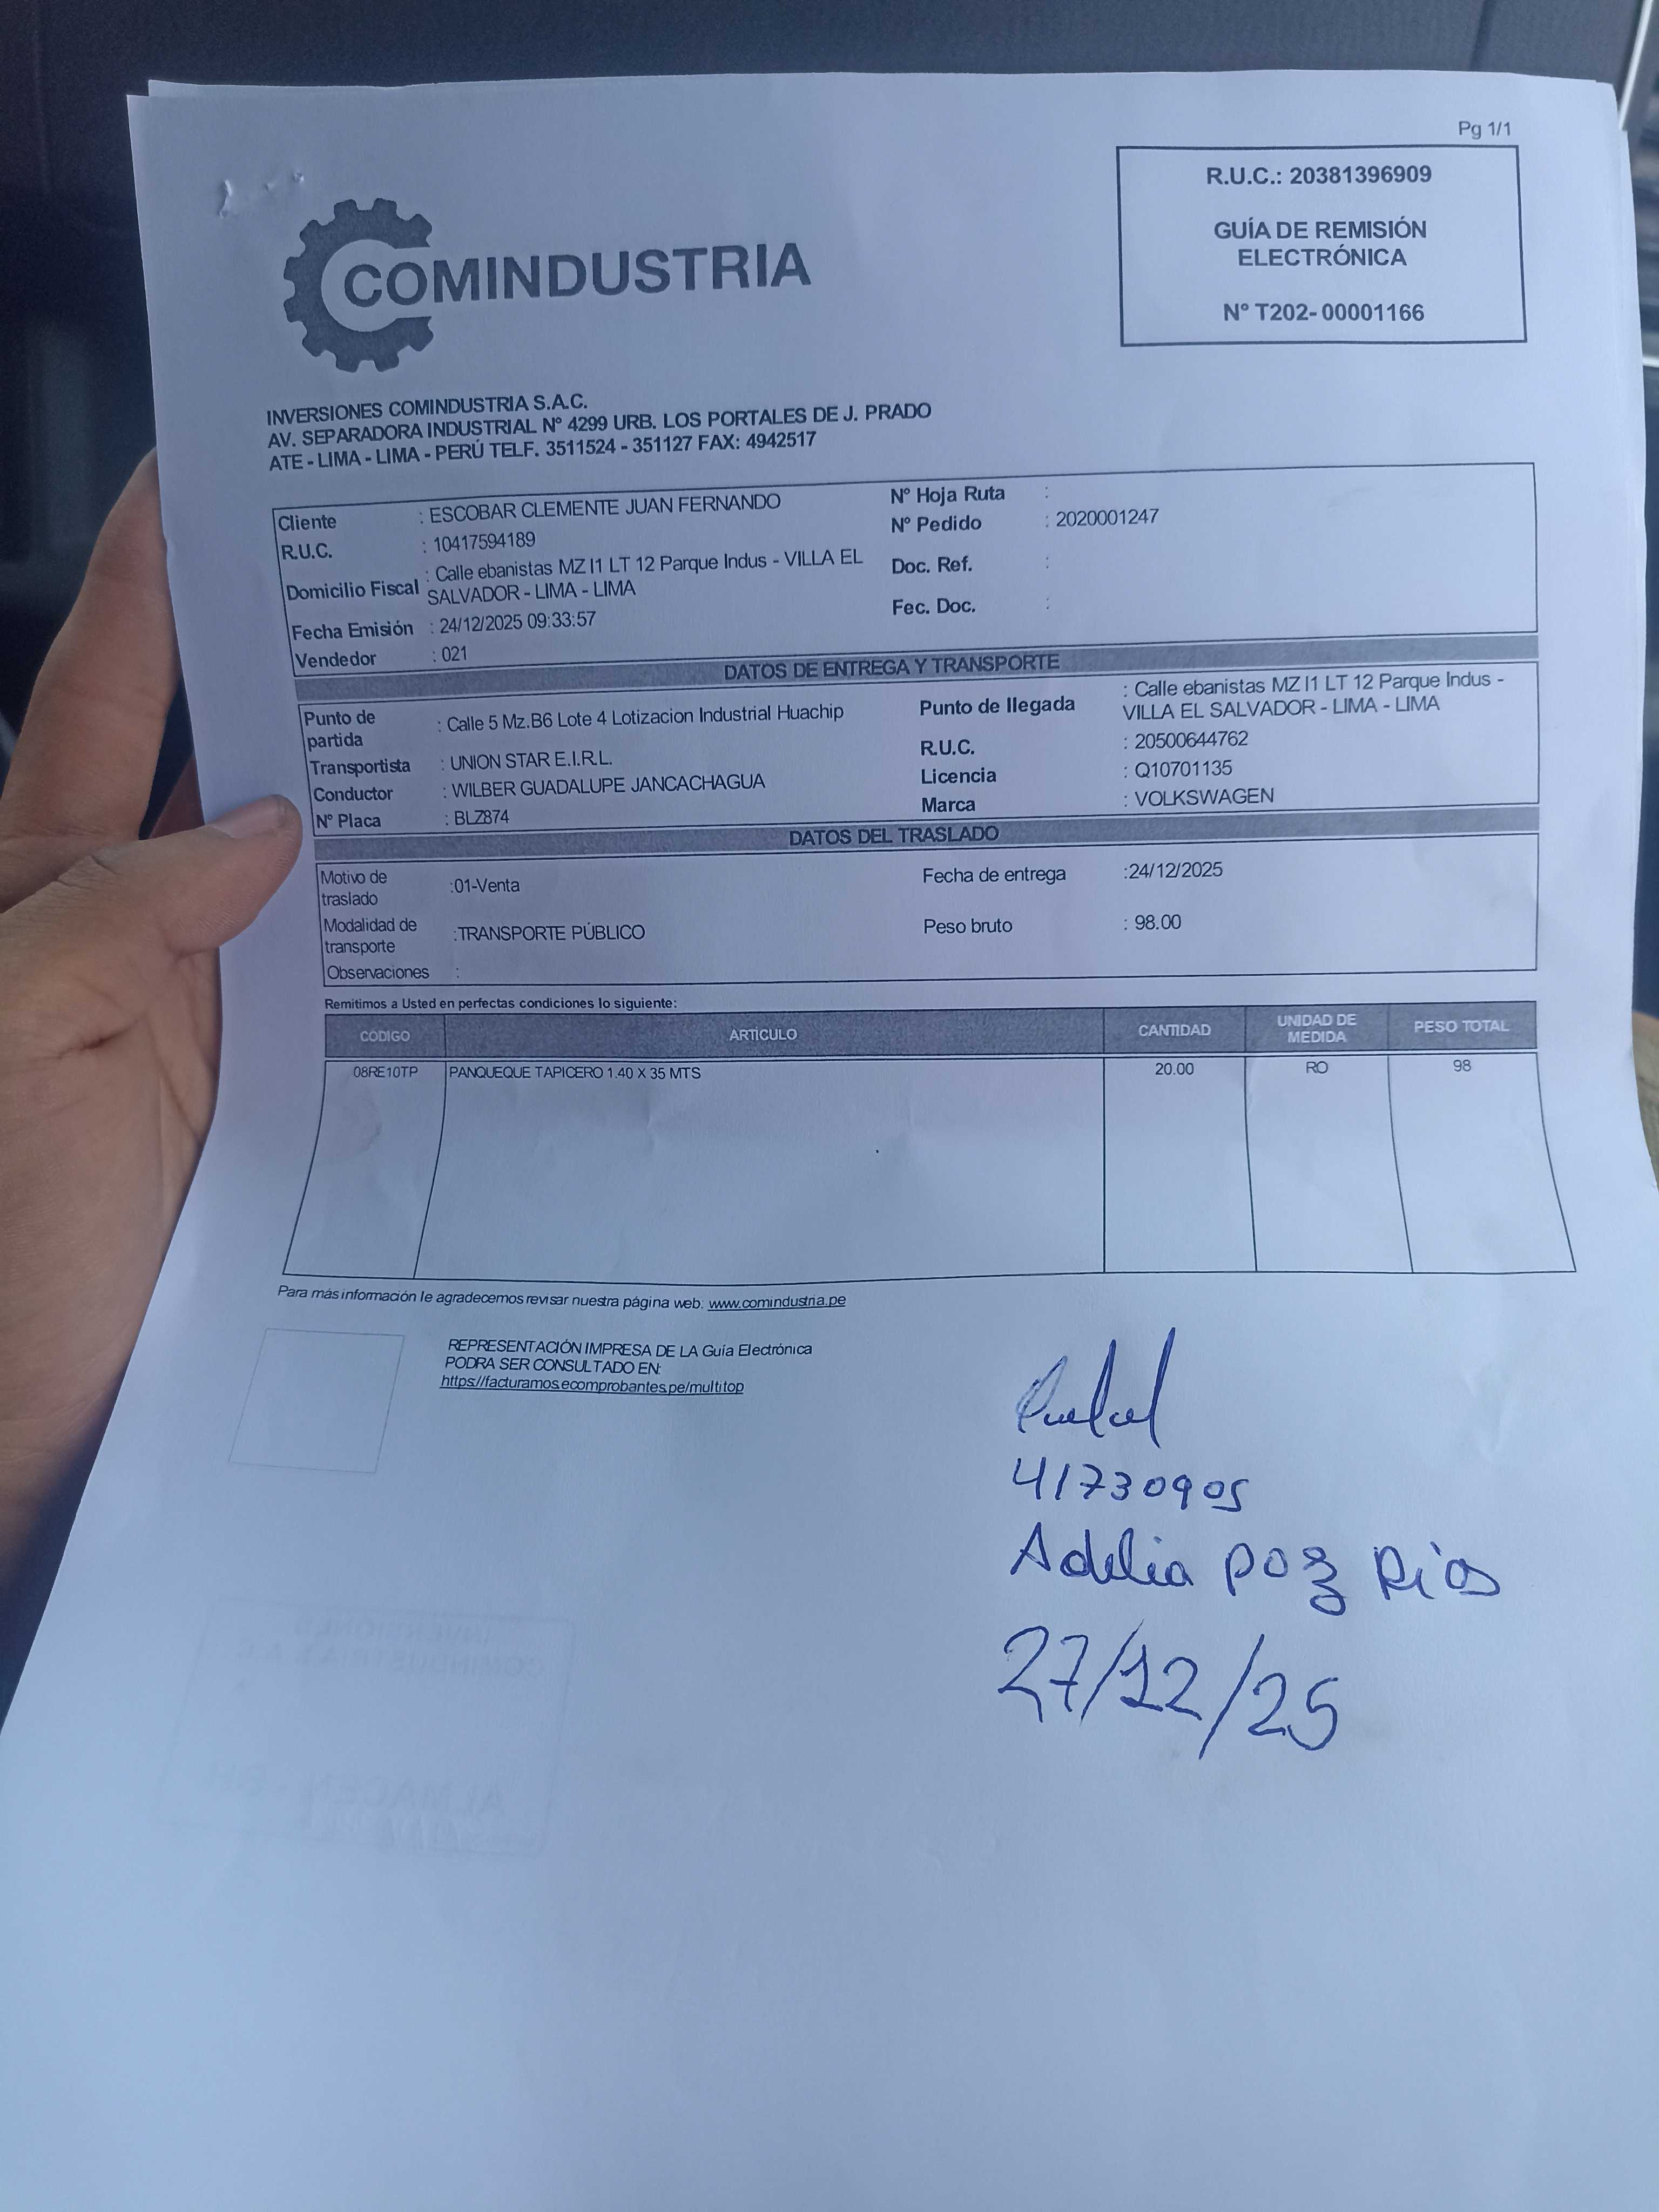 Pg 1/1
R.U.C.: 20381396909
GUÍA DE REMISIÓN
ELECTRÓNICA
Nº T202- 00001166
COMINDUSTRIA
INVERSIONES COMINDUSTRIA S.A.C.
AV. SEPARADORA INDUSTRIAL Nº 4299 URB. LOS PORTALES DE J. PRADO
ATE - LIMA - LIMA - PERÚ TELF. 3511524 - 351127 FAX: 4942517
Cliente : ESCOBAR CLEMENTE JUAN FERNANDO
R.U.C. : 10417594189
Domicilio Fiscal : Calle ebanistas MZ I1 LT 12 Parque Indus - VILLA EL
SALVADOR - LIMA - LIMA
Fecha Emisión : 24/12/2025 09:33:57
Vendedor : 021
Nº Hoja Ruta :
Nº Pedido : 2020001247
Doc. Ref. :
Fec. Doc. :
DATOS DE ENTREGA Y TRANSPORTE
Punto de
partida : Calle 5 Mz.B6 Lote 4 Lotizacion Industrial Huachip
Transportista : UNION STAR E.I.R.L.
Conductor : WILBER GUADALUPE JANCACHAGUA
Nº Placa : BLZ874
Punto de llegada : Calle ebanistas MZ I1 LT 12 Parque Indus -
VILLA EL SALVADOR - LIMA - LIMA
R.U.C. : 20500644762
Licencia : Q10701135
Marca : VOLKSWAGEN
DATOS DEL TRASLADO
Motivo de
traslado :01-Venta
Modalidad de
transporte :TRANSPORTE PÚBLICO
Observaciones :
Fecha de entrega :24/12/2025
Peso bruto : 98.00
Remitimos a Usted en perfectas condiciones lo siguiente:
CÓDIGO ARTICULO CANTIDAD UNIDAD DE MEDIDA PESO TOTAL
08RE10TP PANQUEQUE TAPICERO 1.40 X 35 MTS 20.00 RO 98
Para más información le agradecemos revisar nuestra página web: www.comindustria.pe
REPRESENTACIÓN IMPRESA DE LA Guía Electrónica
PODRA SER CONSULTADO EN:
https://facturamos.ecomprobantes.pe/multitop
41730905
Adelia poz Rios
27/12/25